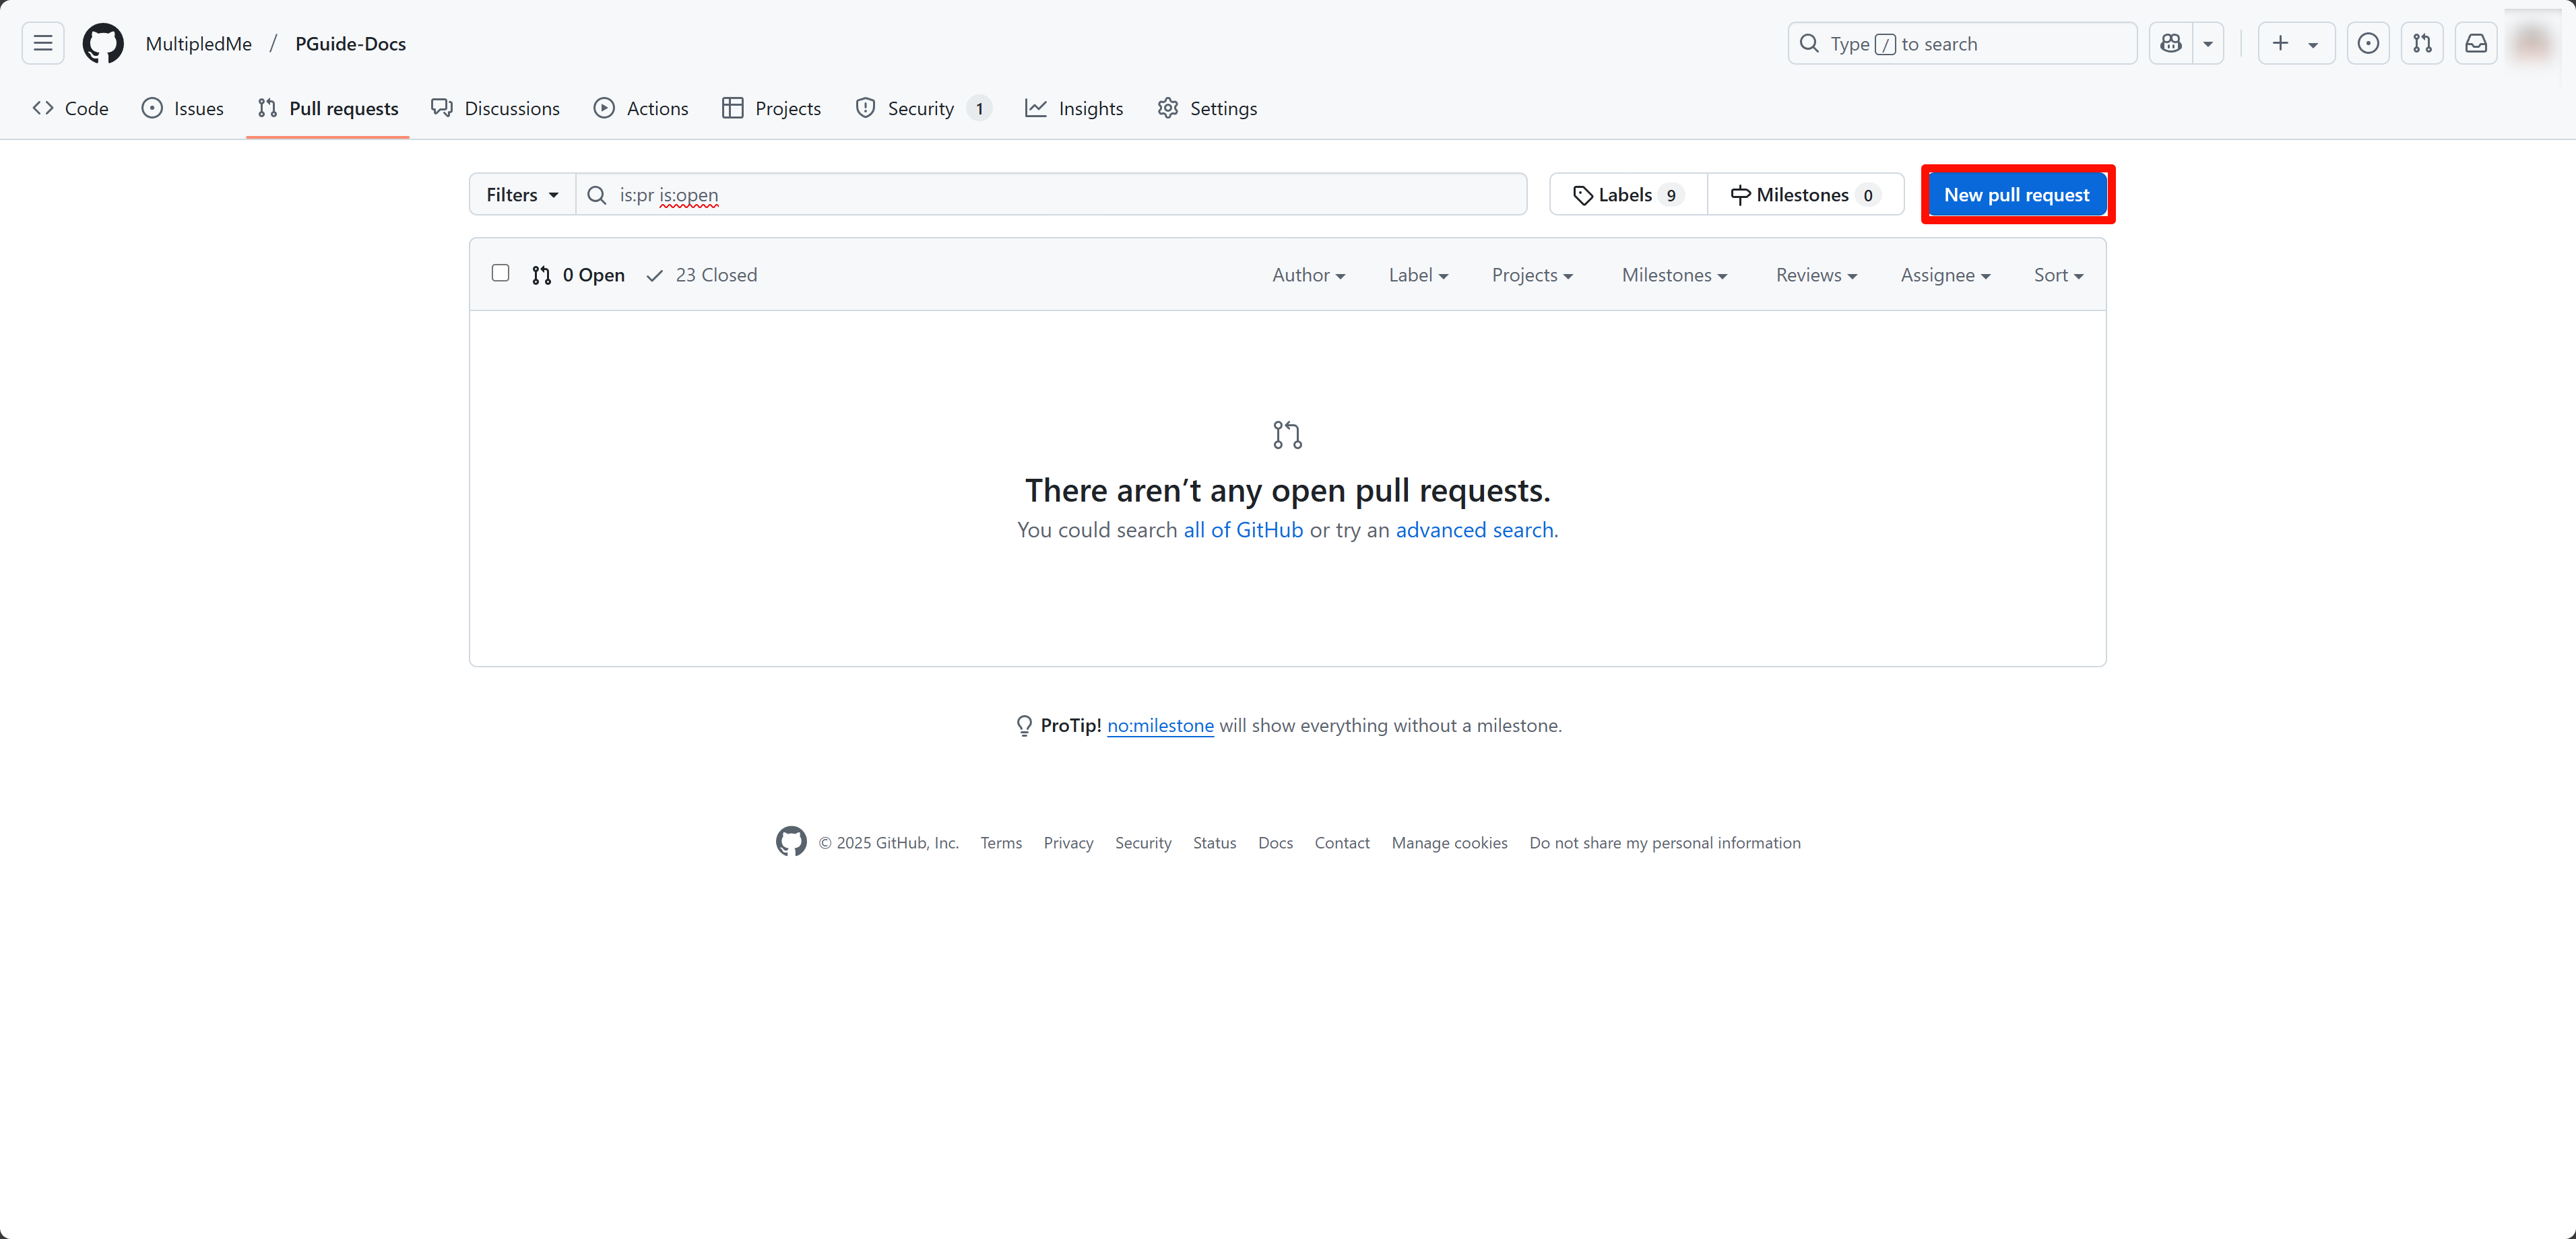 MultipledMe / PGuide-Docs
Type / to search
Code Issues Pull requests Discussions Actions Projects Security 1 Insights Settings
Filters is:pr is:open Labels 9 Milestones 0 New pull request
0 Open 23 Closed Author Label Projects Milestones Reviews Assignee Sort
There aren’t any open pull requests.
You could search all of GitHub or try an advanced search.
ProTip! no:milestone will show everything without a milestone.
© 2025 GitHub, Inc. Terms Privacy Security Status Docs Contact Manage cookies Do not share my personal information